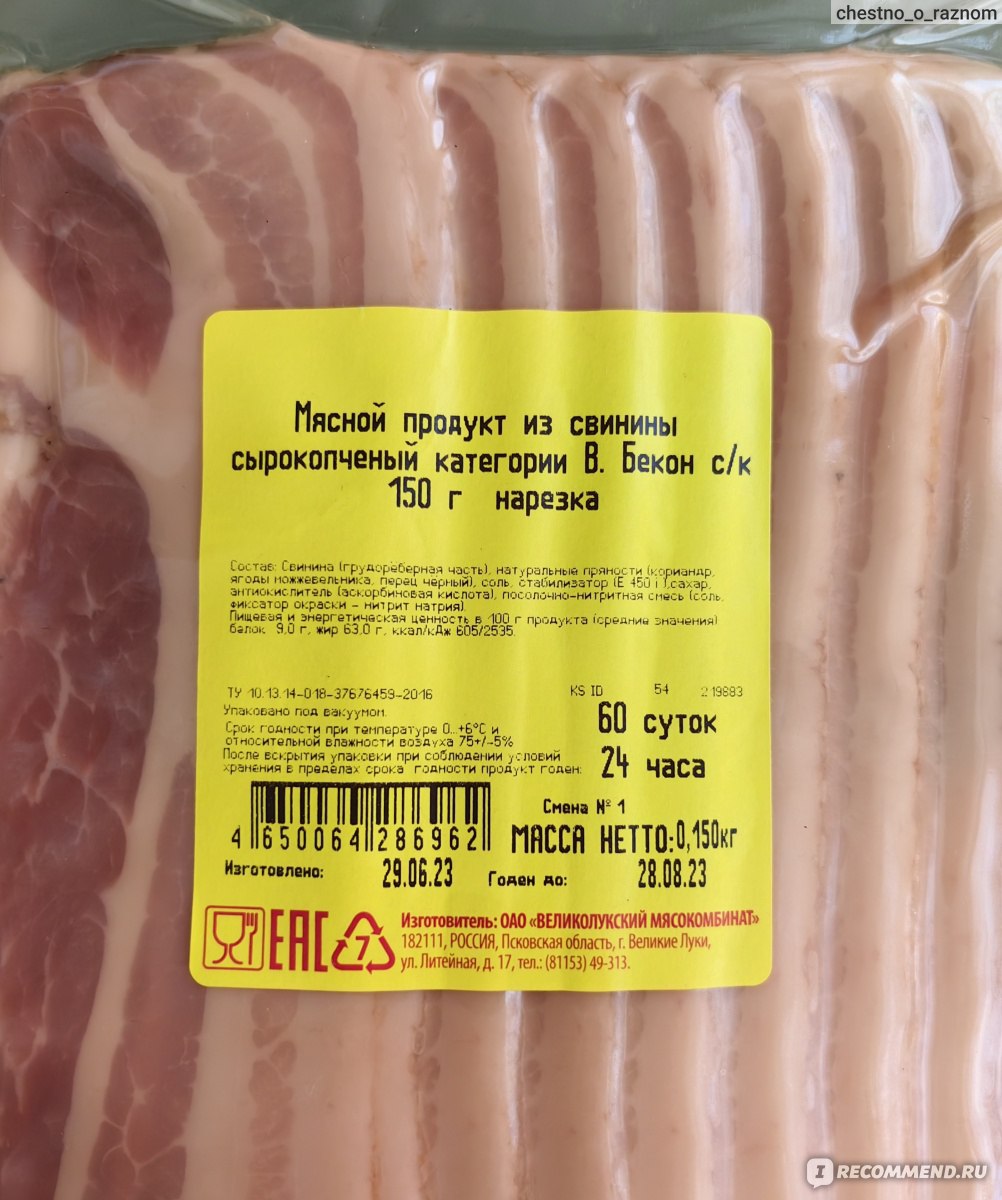 chestno_o_raznom
Мясной продукт из свинины
сырокопченый категории В. Бекон с/к
150 г нарезка
Состав: Свинина (грудореберная часть), натуральные пряности (кориандр,
ягоды можжевельника, перец черный), соль, стабилизатор (Е 450 i ),сахар,
антиокислитель (аскорбиновая кислота), посолочно-нитритная смесь (соль,
фиксатор окраски - нитрит натрия).
Пищевая и энергетическая ценность в 100 г продукта (средние значения)
белок 9,0 г, жир 63,0 г, ккал/кДж 605/2535.
ТУ 10.13.14-018-37676459-2016
KS ID 54 219883
Упаковано под вакуумом.
Срок годности при температуре 0...+6°С и
относительной влажности воздуха 75+/-5%
60 суток
После вскрытия упаковки при соблюдении условий
хранения в пределах срока годности продукт годен:
24 часа
Смена № 1
4 650064 286962
МАССА НЕТТО:0,150кг
Изготовлено: 29.06.23 Годен до: 28.08.23
EAC 7
Изготовитель: ОАО «ВЕЛИКОЛУКСКИЙ МЯСОКОМБИНАТ»
182111, РОССИЯ, Псковская область, г. Великие Луки,
ул. Литейная, д. 17, тел.: (81153) 49-313.
IRECOMMEND.RU